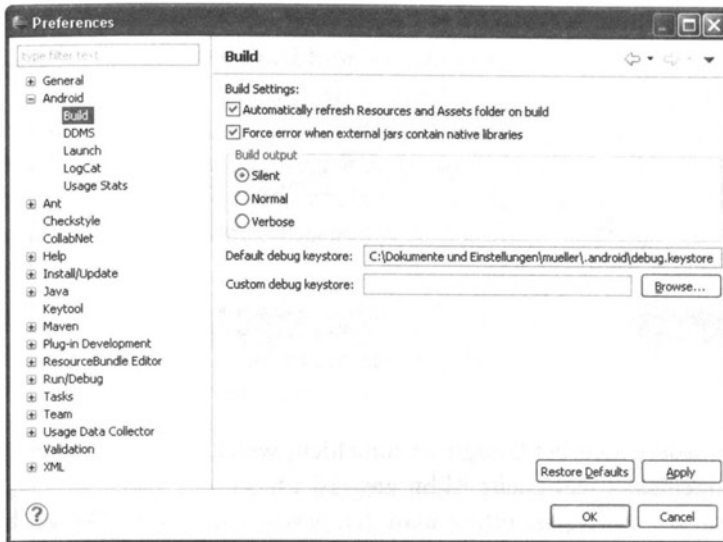 Preferences
type filter text
General
Android
Build
DDMS
Launch
LogCat
Usage Stats
Ant
Checkstyle
CollabNet
Help
Install/Update
Java
Keytool
Maven
Plug-in Development
ResourceBundle Editor
Run/Debug
Tasks
Team
Usage Data Collector
Validation
XML
Build
Build Settings:
Automatically refresh Resources and Assets folder on build
Force error when external jars contain native libraries
Build output
Silent
Normal
Verbose
Default debug keystore: C:\Dokumente und Einstellungen\mueller\.android\debug.keystore
Custom debug keystore: Browse...
Restore Defaults Apply
? OK Cancel